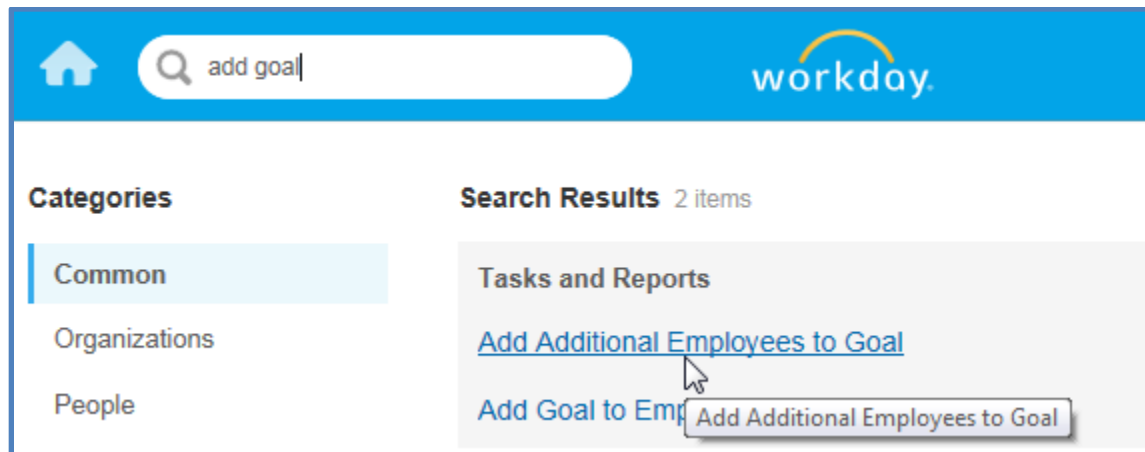 add goal
workday.
Categories
Search Results 2 items
Common
Tasks and Reports
Organizations
Add Additional Employees to Goal
People
Add Goal to Emp
Add Additional Employees to Goal